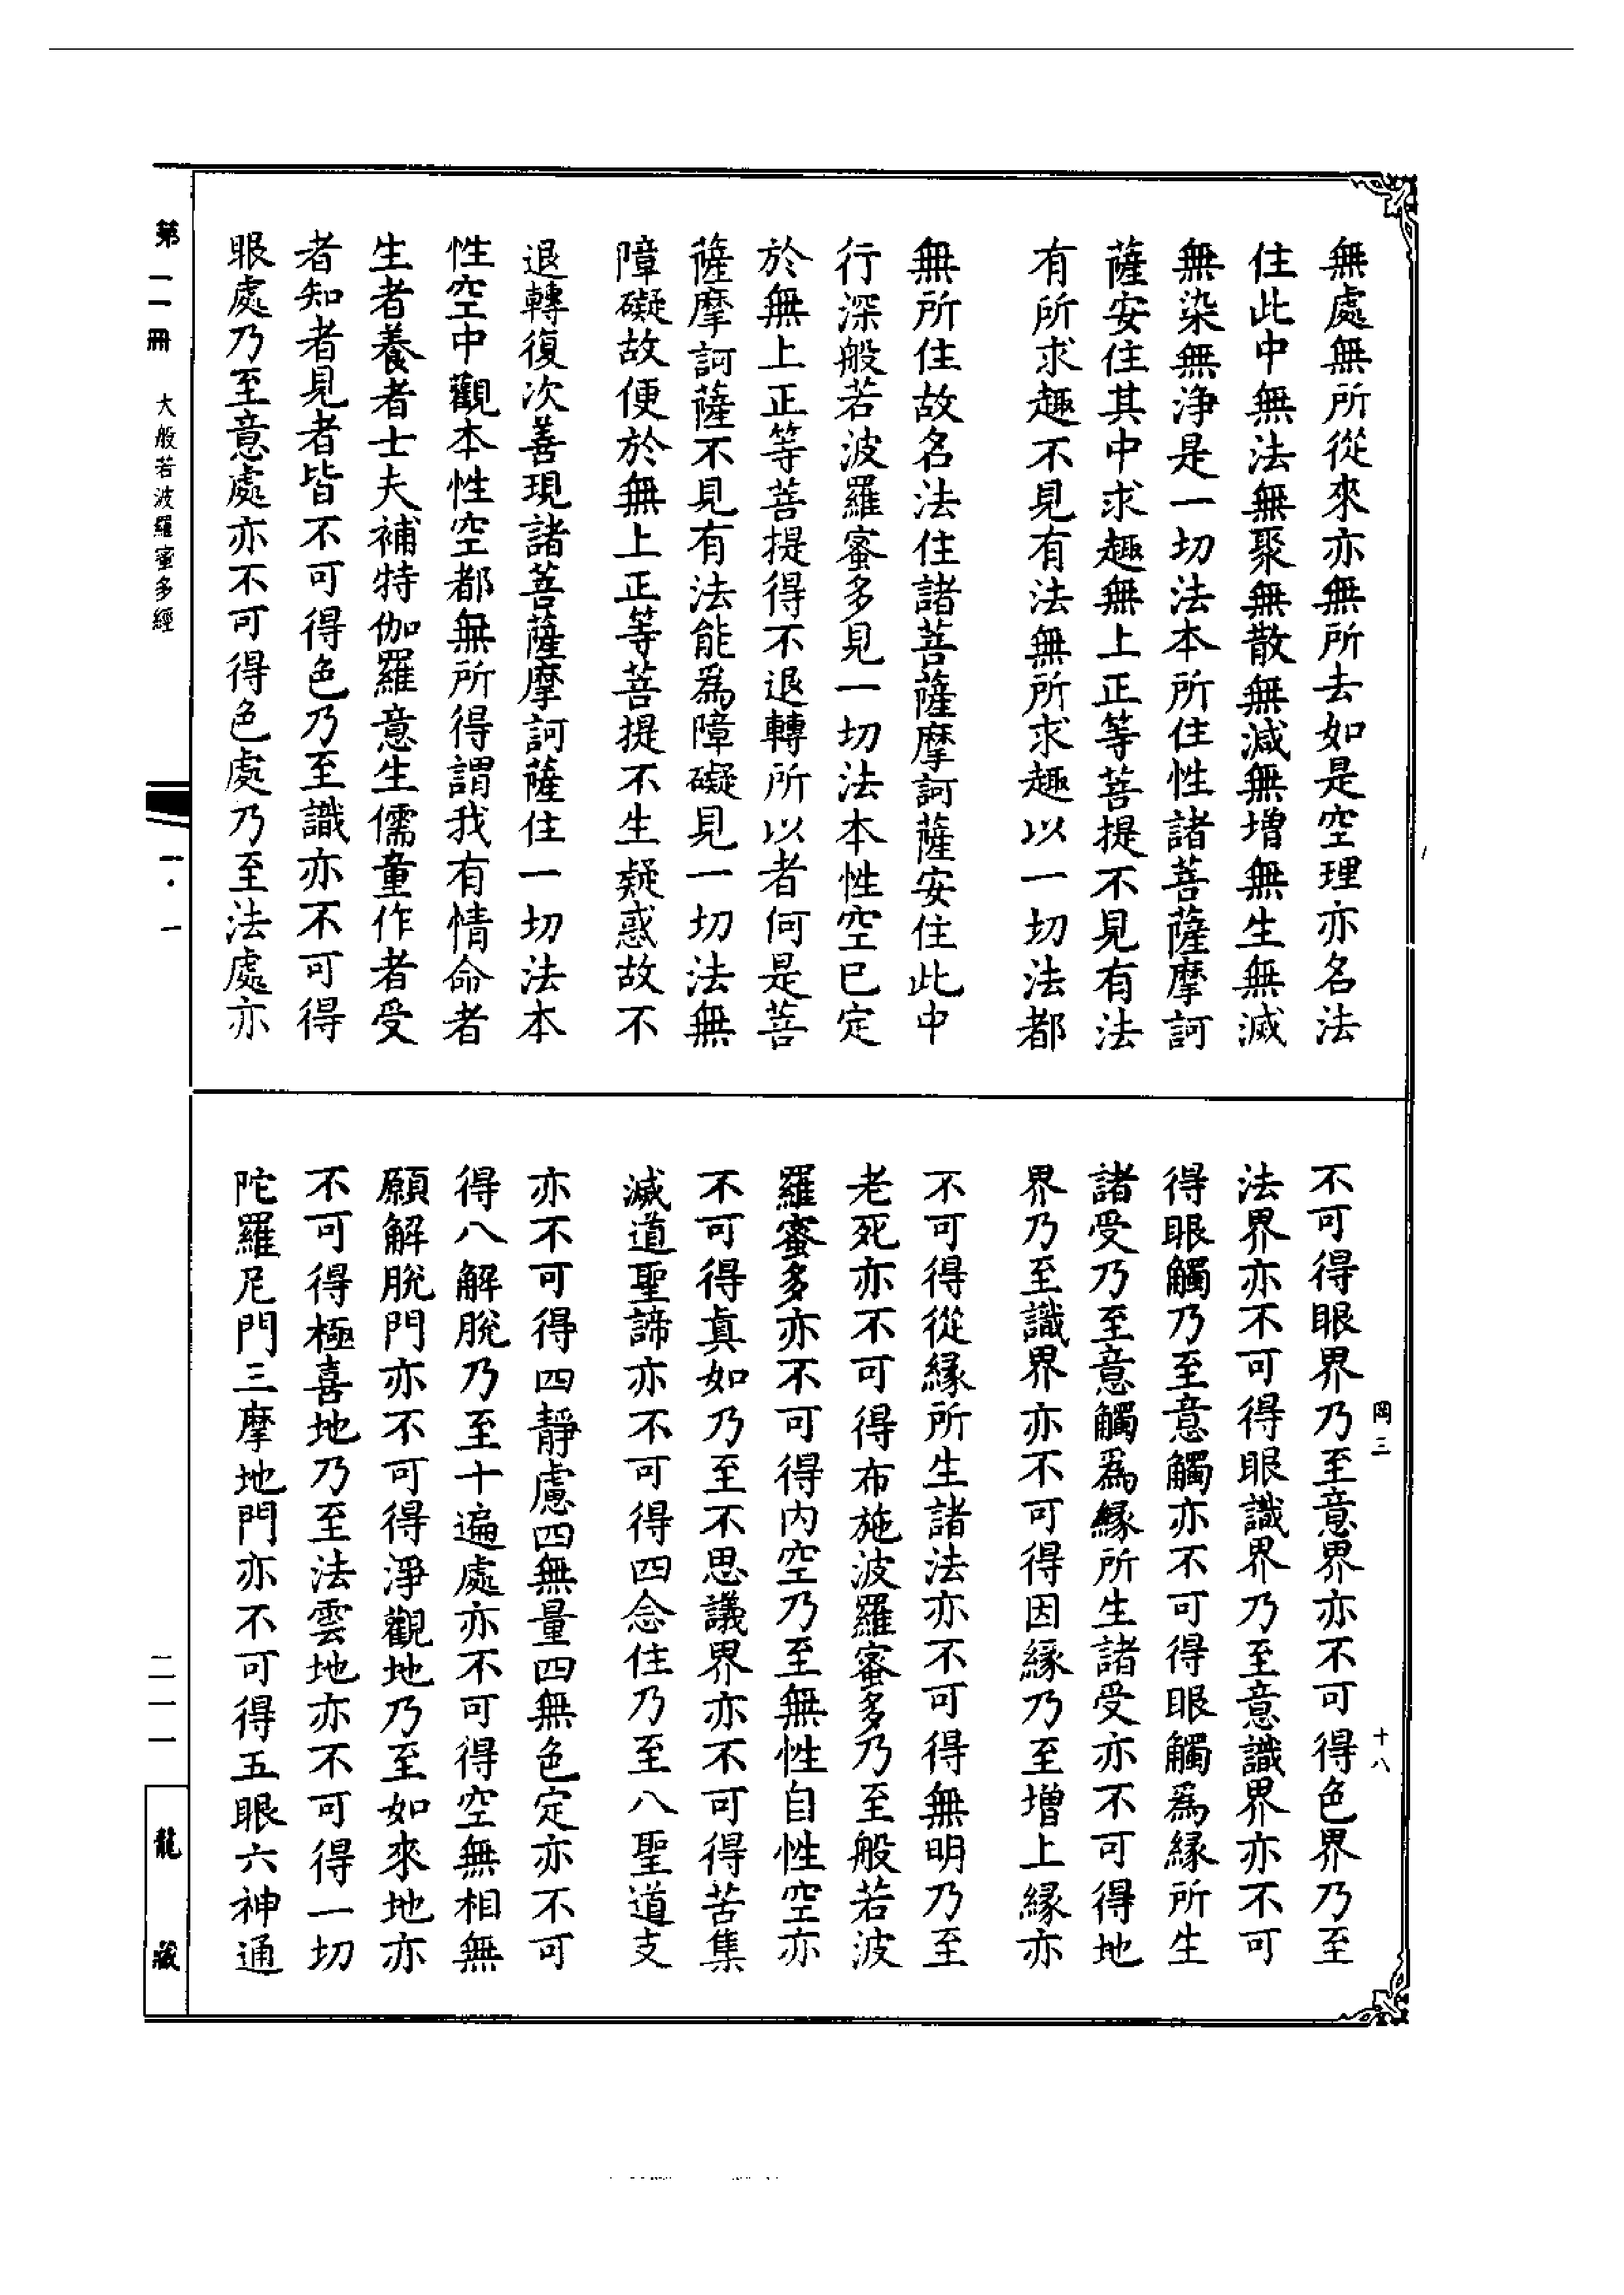 無處無所從來亦無所去如是空理亦名法
住此中無法無聚無散無減無增無生無滅
無染無淨是一切法本所住性諸菩薩摩訶
薩安住其中求趣無上正等菩提不見有法
有所求趣不見有法無所求趣以一切法都
無所住故名法住諸菩薩摩訶薩安住此中
行深般若波羅蜜多見一切法本性空已定
於無上正等菩提得不退轉所以者何是菩
薩摩訶薩不見有法能為障礙見一切法無
障礙故便於無上正等菩提不生疑惑故不
退轉復次善現諸菩薩摩訶薩住一切法本
性空中觀本性空都無所得謂我有情命者
生者養者士夫補特伽羅意生儒童作者受
者知者見者皆不可得色乃至識亦不可得
眼處乃至意處亦不可得色處乃至法處亦
不可得眼界乃至意界亦不可得色界乃至
法界亦不可得眼識界乃至意識界亦不可
得眼觸乃至意觸亦不可得眼觸為緣所生
諸受乃至意觸為緣所生諸受亦不可得地
界乃至識界亦不可得因緣乃至增上緣亦
不可得從緣所生諸法亦不可得無明乃至
老死亦不可得布施波羅蜜多乃至般若波
羅蜜多亦不可得內空乃至無性自性空亦
不可得真如乃至不思議界亦不可得苦集
滅道聖諦亦不可得四念住乃至八聖道支
亦不可得四靜慮四無量四無色定亦不可
得八解脫乃至十遍處亦不可得空無相無
願解脫門亦不可得淨觀地乃至如來地亦
不可得極喜地乃至法雲地亦不可得一切
陀羅尼門三摩地門亦不可得五眼六神通
岡三
十八
第一一冊 大般若波羅蜜多經
一·一
二一一
龍藏